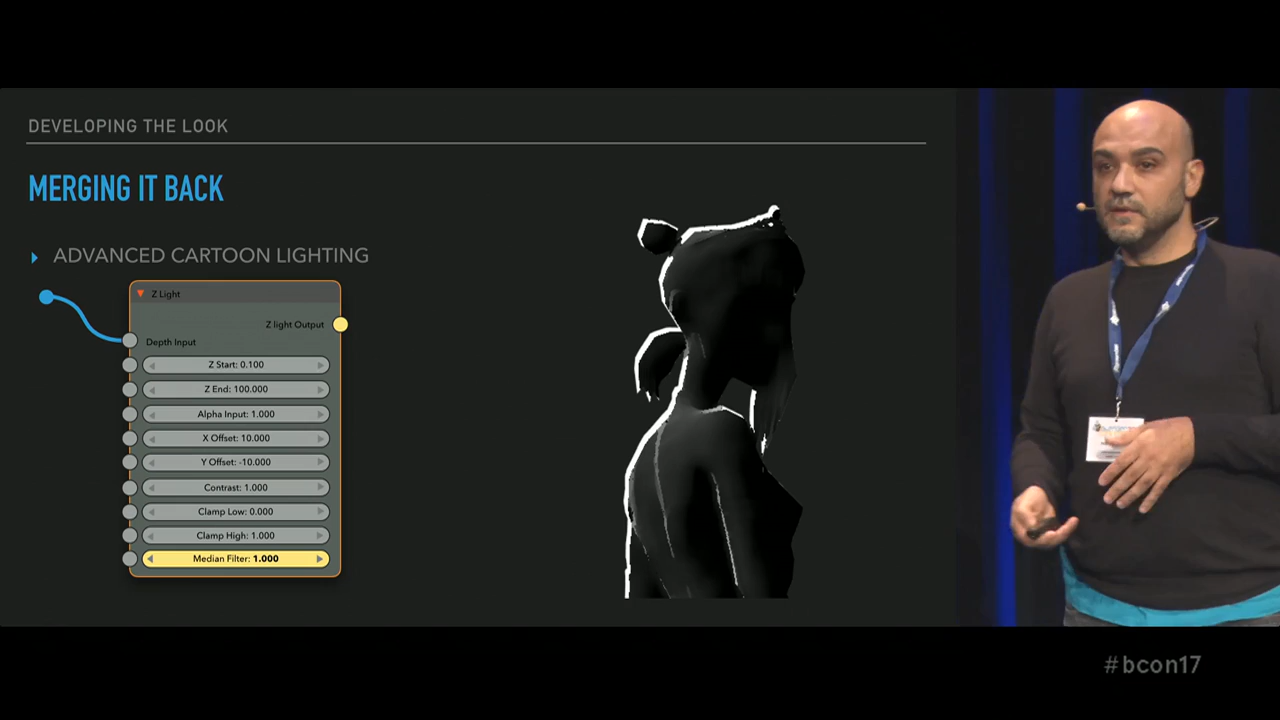 DEVELOPING THE LOOK
MERGING IT BACK
ADVANCED CARTOON LIGHTING
Z Light
Z light Output
Depth Input
Z Start: 0.100
Z End: 100.000
Alpha Input: 1.000
X Offset: 10.000
Y Offset: -10.000
Contrast: 1.000
Clamp Low: 0.000
Clamp High: 1.000
Median Filter: 1.000
#bcon17